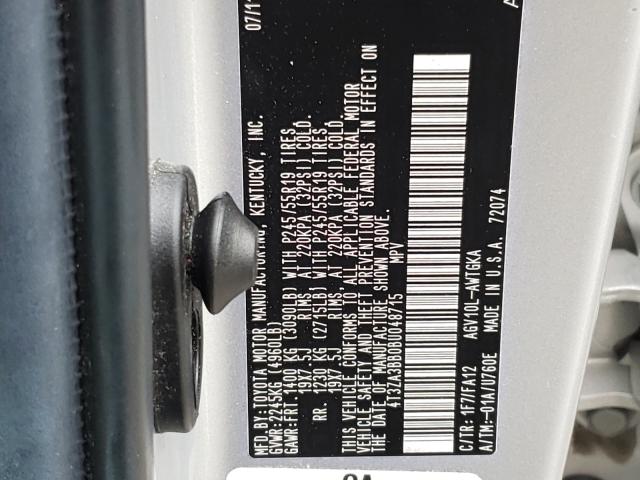 07/1
MFD.BY:TOYOTA MOTOR MANUFACTURING, KENTUCKY, INC.
GVWR:2245KG (4960LB)
GAWR:FRT. 1400 KG (3090LB) WITH P245/55R19 TIRES
19X7.5J RIMS, AT 220KPA (32PSI) COLD.
RR. 1230 KG (2715LB) WITH P245/55R19 TIRES
19X7.5J RIMS, AT 220KPA (32PSI) COLD.
THIS VEHICLE CONFORMS TO ALL APPLICABLE FEDERAL MOTOR
VEHICLE SAFETY AND THEFT PREVENTION STANDARDS IN EFFECT ON
THE DATE OF MANUFACTURE SHOWN ABOVE.
4T3ZA3BB0BU048715 MPV
C/TR: 1F7/FA12 AGV10L-AWTGKA
A/TM:-01A/U760E MADE IN U.S.A. 72074